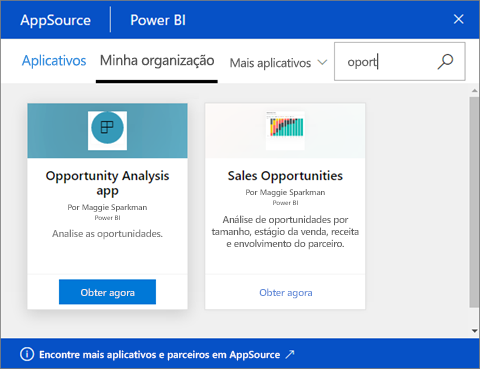 AppSource Power BI
Aplicativos Minha organização Mais aplicativos oport
Opportunity Analysis
app
Por Maggie Sparkman
Power BI
Analise as oportunidades.
Obter agora
Sales Opportunities
Por Maggie Sparkman
Power BI
Análise de oportunidades por
tamanho, estágio da venda, receita
e envolvimento do parceiro.
Obter agora
Encontre mais aplicativos e parceiros em AppSource